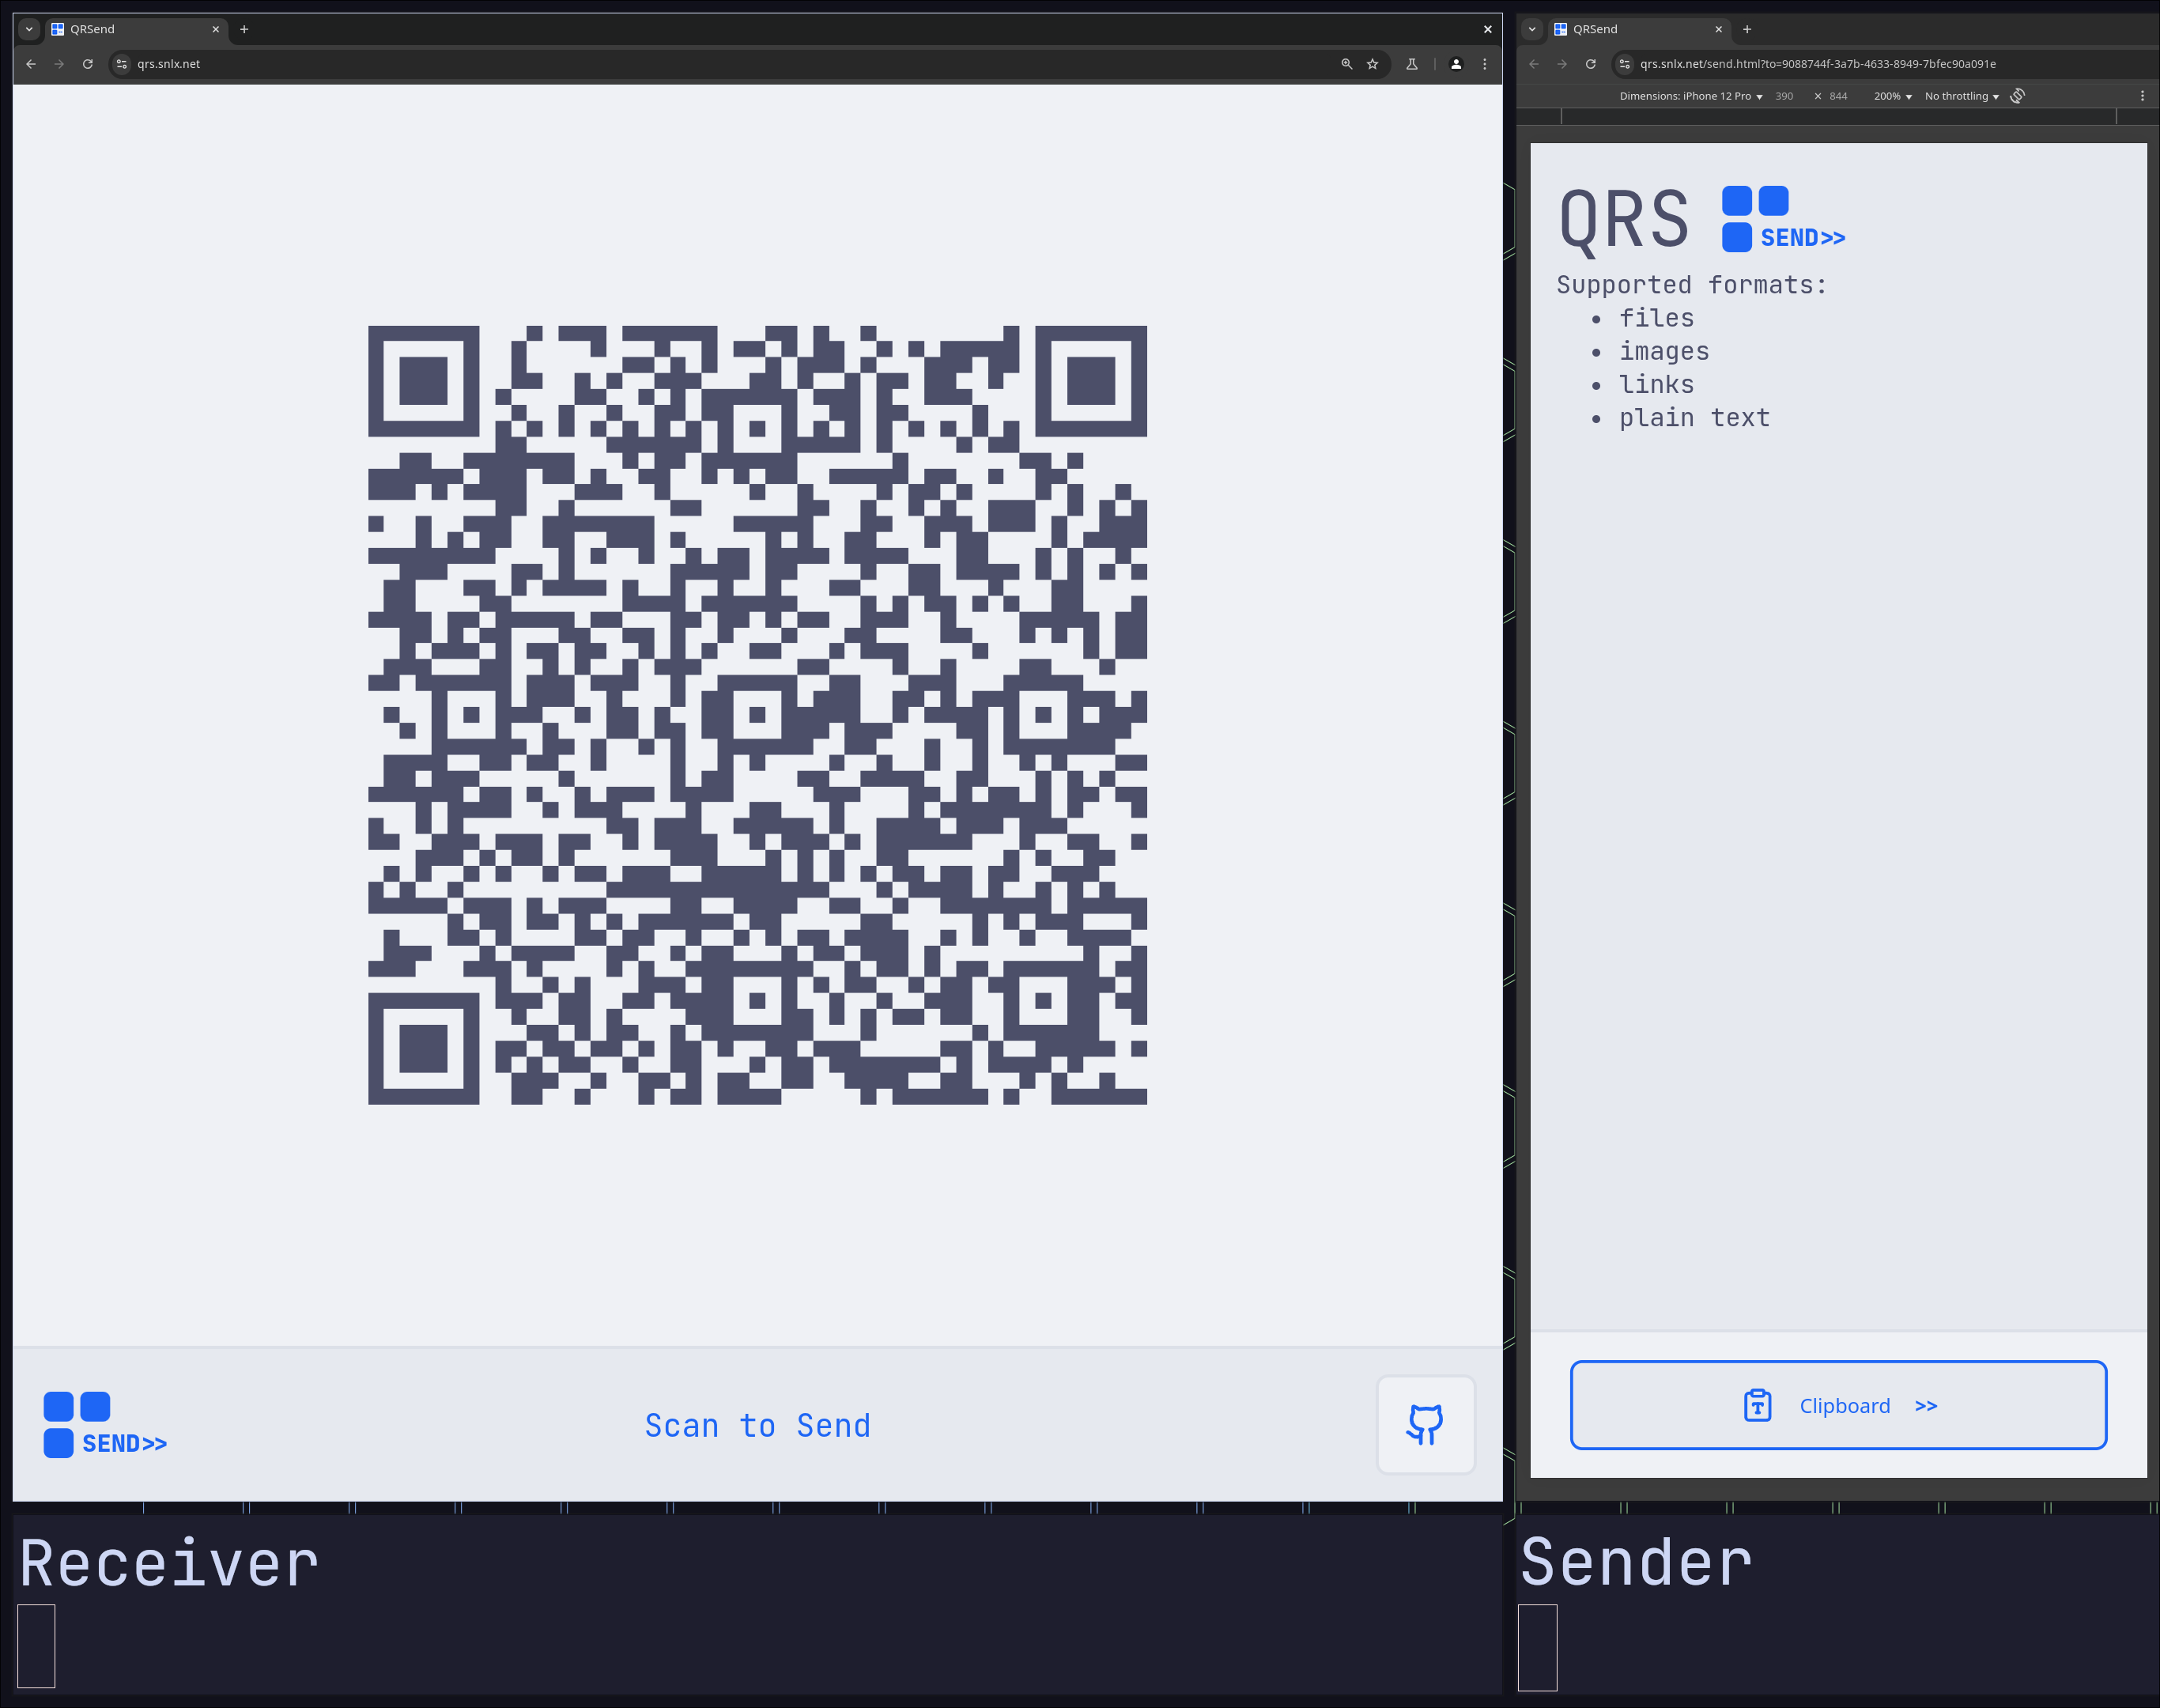 QRSend
qrs.snlx.net
SEND>>
Scan to Send
Receiver
QRSend
qrs.snlx.net/send.html?to=9088744f-3a7b-4633-8949-7bfec90a091e
Dimensions: iPhone 12 Pro 390 × 844 200% No throttling
QRS SEND>>
Supported formats:
• files
• images
• links
• plain text
Clipboard >>
Sender